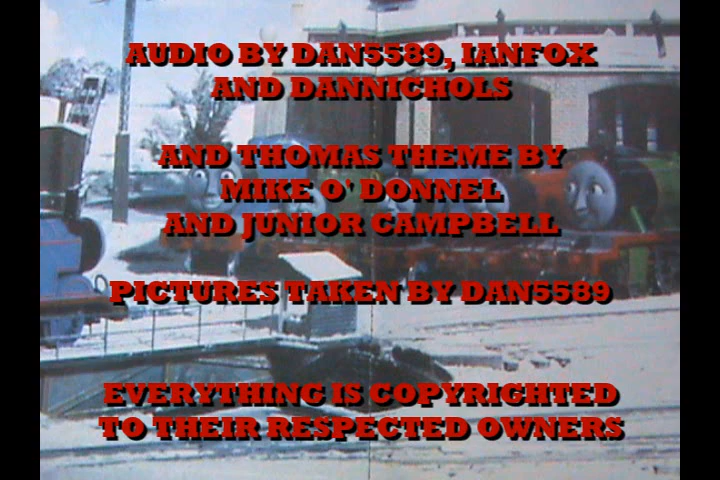 AUDIO BY DAN5589, IANFOX
AND DANNICHOLS
AND THOMAS THEME BY
MIKE O' DONNEL
AND JUNIOR CAMPBELL
PICTURES TAKEN BY DAN5589
EVERYTHING IS COPYRIGHTED
TO THEIR RESPECTED OWNERS